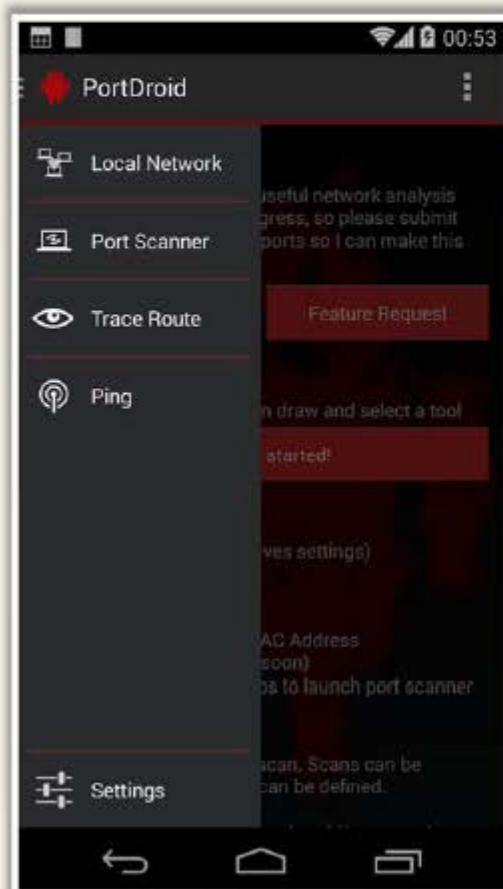 00:53
PortDroid
Local Network
useful network analysis
gress, so please submit
Port Scanner
ports so I can make this
Trace Route
Feature Request
Ping
n draw and select a tool
started!
ves settings)
AC Address
soon)
os to launch port scanner
scan. Scans can be
Settings
can be defined.